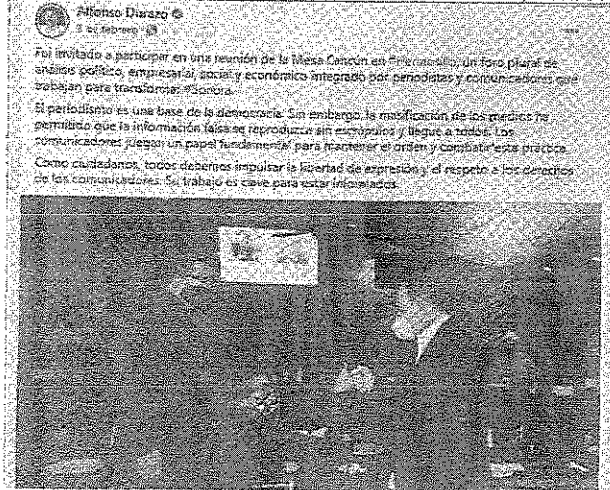 Alfonso Durazo
5 de febrero
Fui invitado a participar en una reunión de la Mesa Cancún en #Hermosillo, un foro plural de
análisis político, empresarial, social y económico integrado por periodistas y comunicadores que
trabajan para transformar #Sonora.
El periodismo es una base de la democracia. Sin embargo, la masificación de los medios ha
permitido que la información falsa se reproduzca sin escrúpulos y llegue a todos. Los
comunicadores juegan un papel fundamental para mantener el orden y combatir esta práctica.
Como ciudadanos, todos debemos impulsar la libertad de expresión y el respeto a los derechos
de los comunicadores. Su trabajo es clave para estar informados.